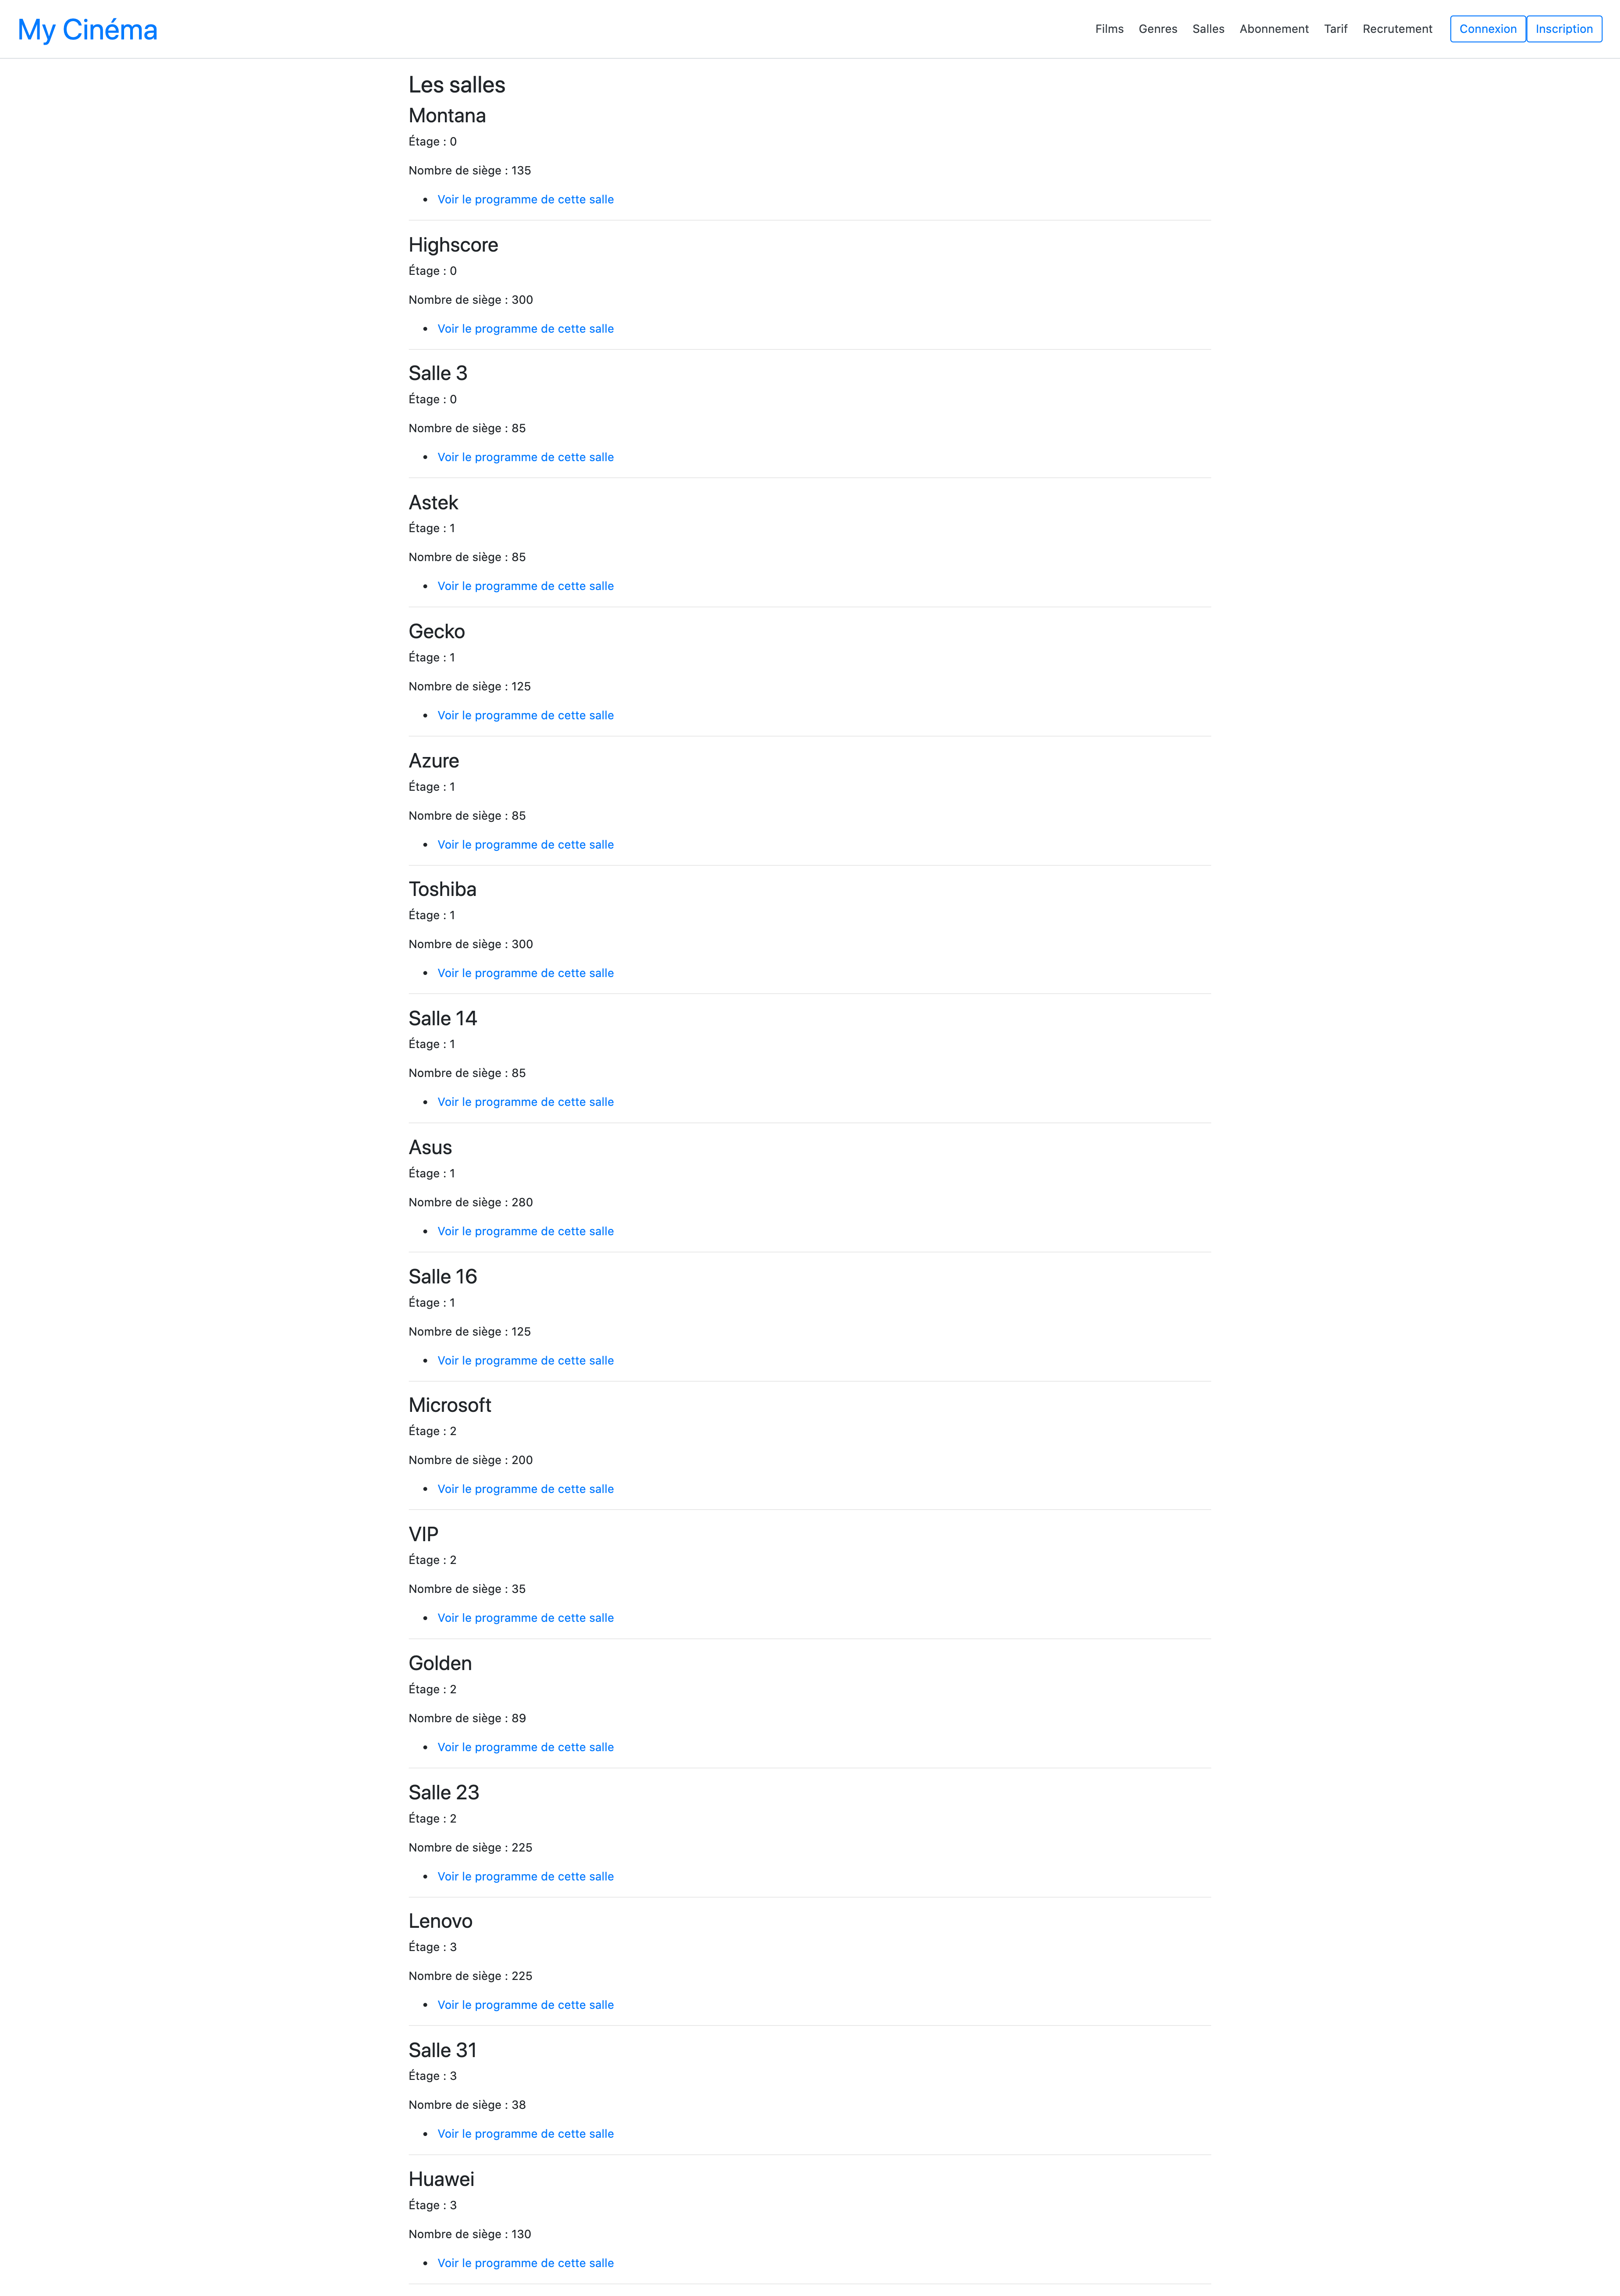 My Cinéma
Films Genres Salles Abonnement Tarif Recrutement Connexion Inscription
Les salles
Montana
Étage : 0
Nombre de siège : 135
Voir le programme de cette salle
Highscore
Étage : 0
Nombre de siège : 300
Voir le programme de cette salle
Salle 3
Étage : 0
Nombre de siège : 85
Voir le programme de cette salle
Astek
Étage : 1
Nombre de siège : 85
Voir le programme de cette salle
Gecko
Étage : 1
Nombre de siège : 125
Voir le programme de cette salle
Azure
Étage : 1
Nombre de siège : 85
Voir le programme de cette salle
Toshiba
Étage : 1
Nombre de siège : 300
Voir le programme de cette salle
Salle 14
Étage : 1
Nombre de siège : 85
Voir le programme de cette salle
Asus
Étage : 1
Nombre de siège : 280
Voir le programme de cette salle
Salle 16
Étage : 1
Nombre de siège : 125
Voir le programme de cette salle
Microsoft
Étage : 2
Nombre de siège : 200
Voir le programme de cette salle
VIP
Étage : 2
Nombre de siège : 35
Voir le programme de cette salle
Golden
Étage : 2
Nombre de siège : 89
Voir le programme de cette salle
Salle 23
Étage : 2
Nombre de siège : 225
Voir le programme de cette salle
Lenovo
Étage : 3
Nombre de siège : 225
Voir le programme de cette salle
Salle 31
Étage : 3
Nombre de siège : 38
Voir le programme de cette salle
Huawei
Étage : 3
Nombre de siège : 130
Voir le programme de cette salle